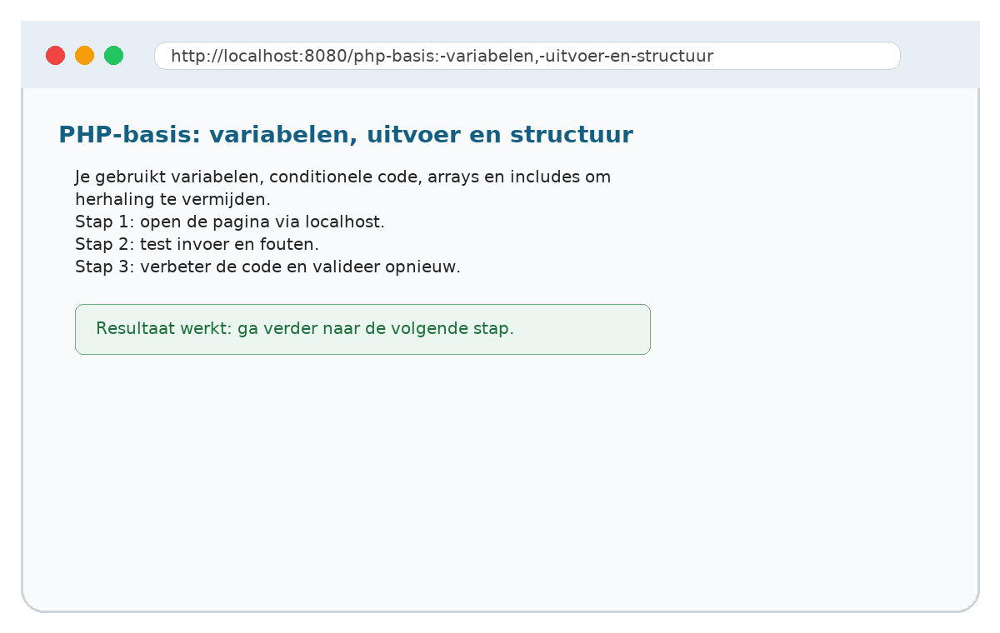 http://localhost:8080/php-basis:-variabelen,-uitvoer-en-structuur
PHP-basis: variabelen, uitvoer en structuur
Je gebruikt variabelen, conditionele code, arrays en includes om
herhaling te vermijden.
Stap 1: open de pagina via localhost.
Stap 2: test invoer en fouten.
Stap 3: verbeter de code en valideer opnieuw.
Resultaat werkt: ga verder naar de volgende stap.